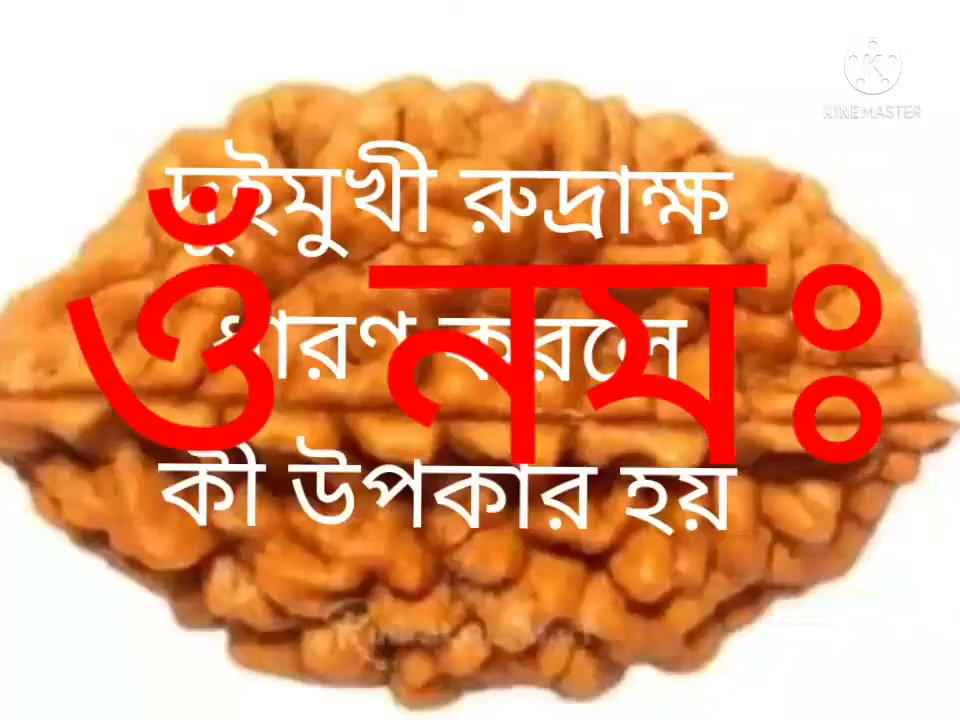 KINEMASTER
দুইমুখী রুদ্রাক্ষ
ওঁ নমঃ
ধারণ করলে
কী উপকার হয়